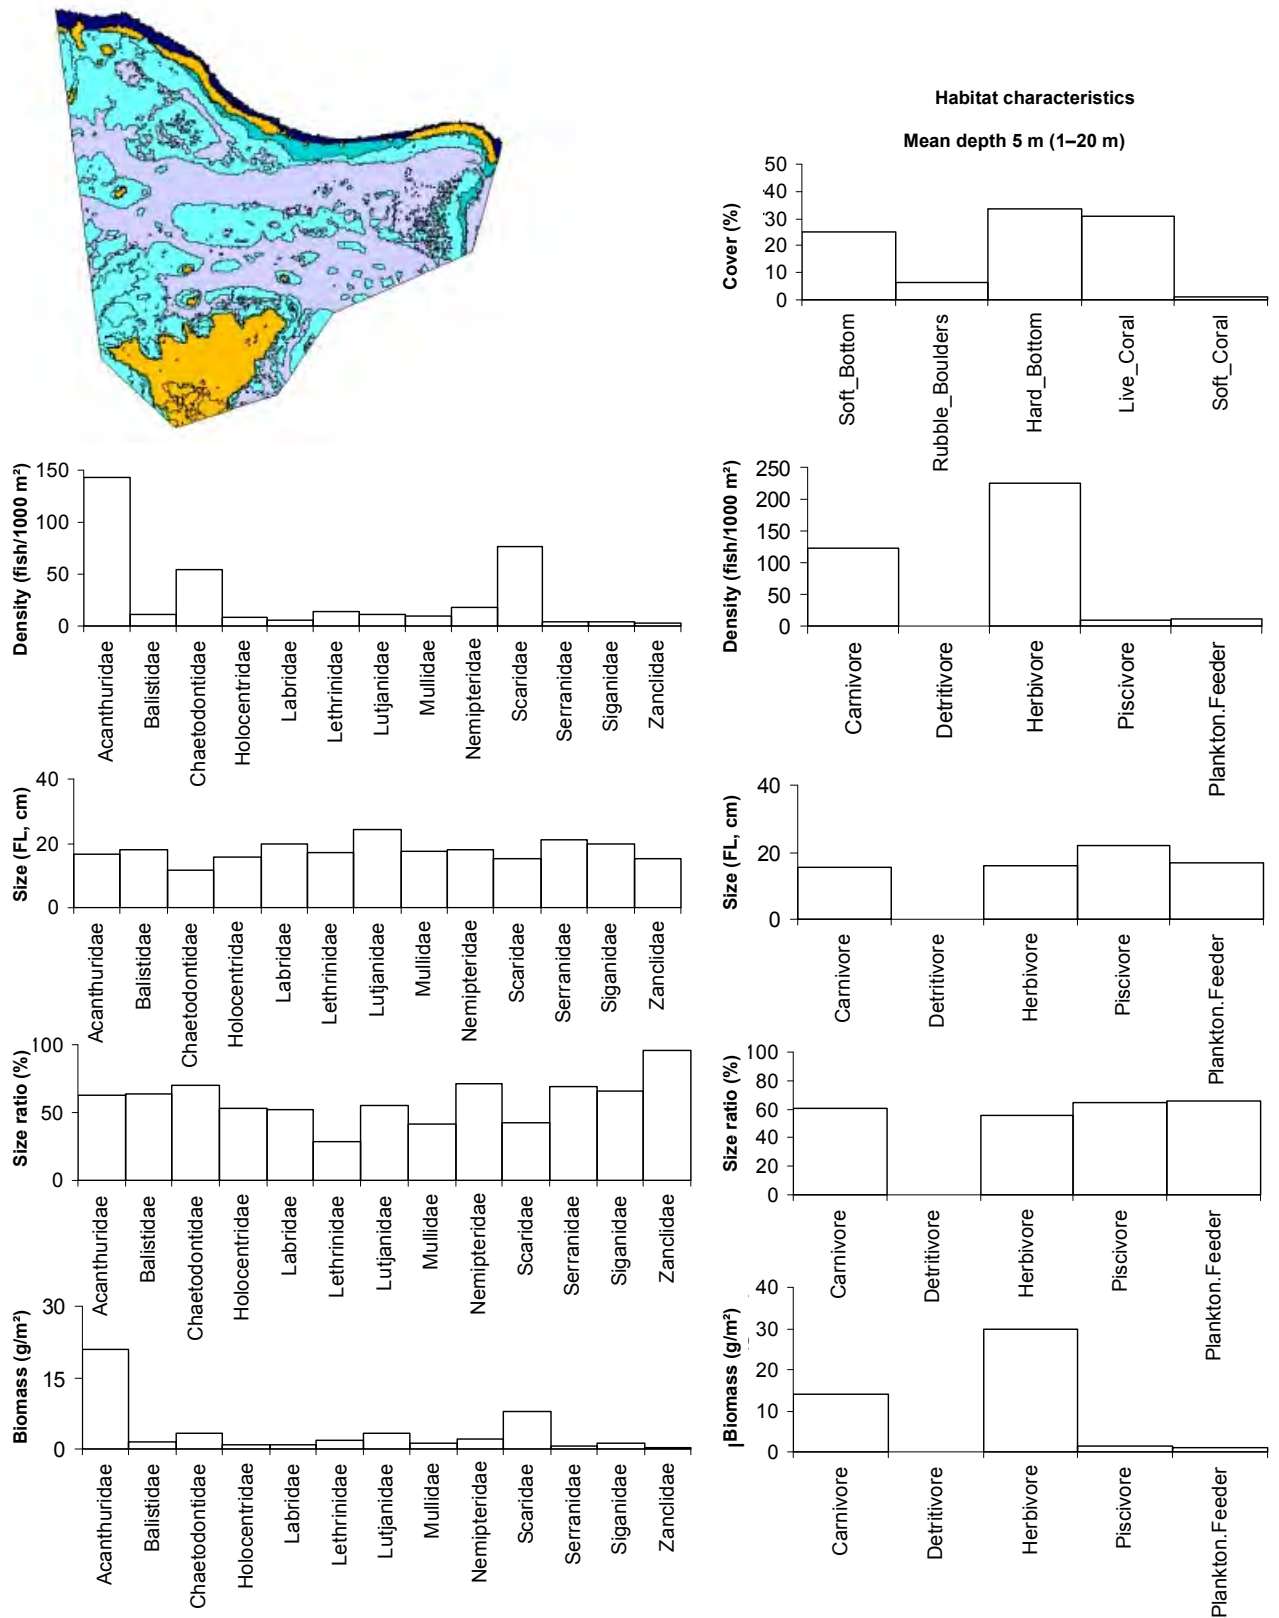 Habitat characteristics
Mean depth 5 m (1–20 m)
Cover (%)
50
40
30
20
10
0
Soft_Bottom
Rubble_Boulders
Hard_Bottom
Live_Coral
Soft_Coral
Density (fish/1000 m²)
150
100
50
0
Acanthuridae
Balistidae
Chaetodontidae
Holocentridae
Labridae
Lethrinidae
Lutjanidae
Mullidae
Nemipteridae
Scaridae
Serranidae
Siganidae
Zanclidae
Density (fish/1000 m²)
250
200
150
100
50
0
Carnivore
Detritivore
Herbivore
Piscivore
Plankton.Feeder
Size (FL, cm)
40
20
0
Acanthuridae
Balistidae
Chaetodontidae
Holocentridae
Labridae
Lethrinidae
Lutjanidae
Mullidae
Nemipteridae
Scaridae
Serranidae
Siganidae
Zanclidae
Size (FL, cm)
40
20
0
Carnivore
Detritivore
Herbivore
Piscivore
Plankton.Feeder
Size ratio (%)
100
50
0
Acanthuridae
Balistidae
Chaetodontidae
Holocentridae
Labridae
Lethrinidae
Lutjanidae
Mullidae
Nemipteridae
Scaridae
Serranidae
Siganidae
Zanclidae
Size ratio (%)
100
80
60
40
20
0
Carnivore
Detritivore
Herbivore
Piscivore
Plankton.Feeder
Biomass (g/m²)
30
15
0
Acanthuridae
Balistidae
Chaetodontidae
Holocentridae
Labridae
Lethrinidae
Lutjanidae
Mullidae
Nemipteridae
Scaridae
Serranidae
Siganidae
Zanclidae
Biomass (g/m²)
40
30
20
10
0
Carnivore
Detritivore
Herbivore
Piscivore
Plankton.Feeder